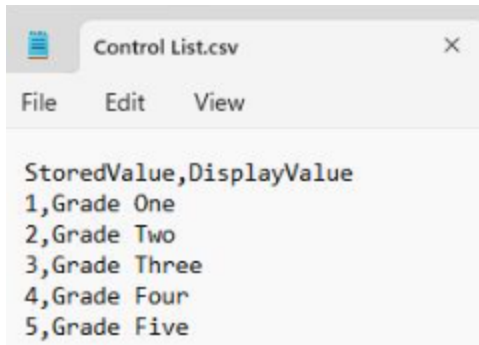 Control List.csv
File Edit View
StoredValue,DisplayValue
1,Grade One
2,Grade Two
3,Grade Three
4,Grade Four
5,Grade Five